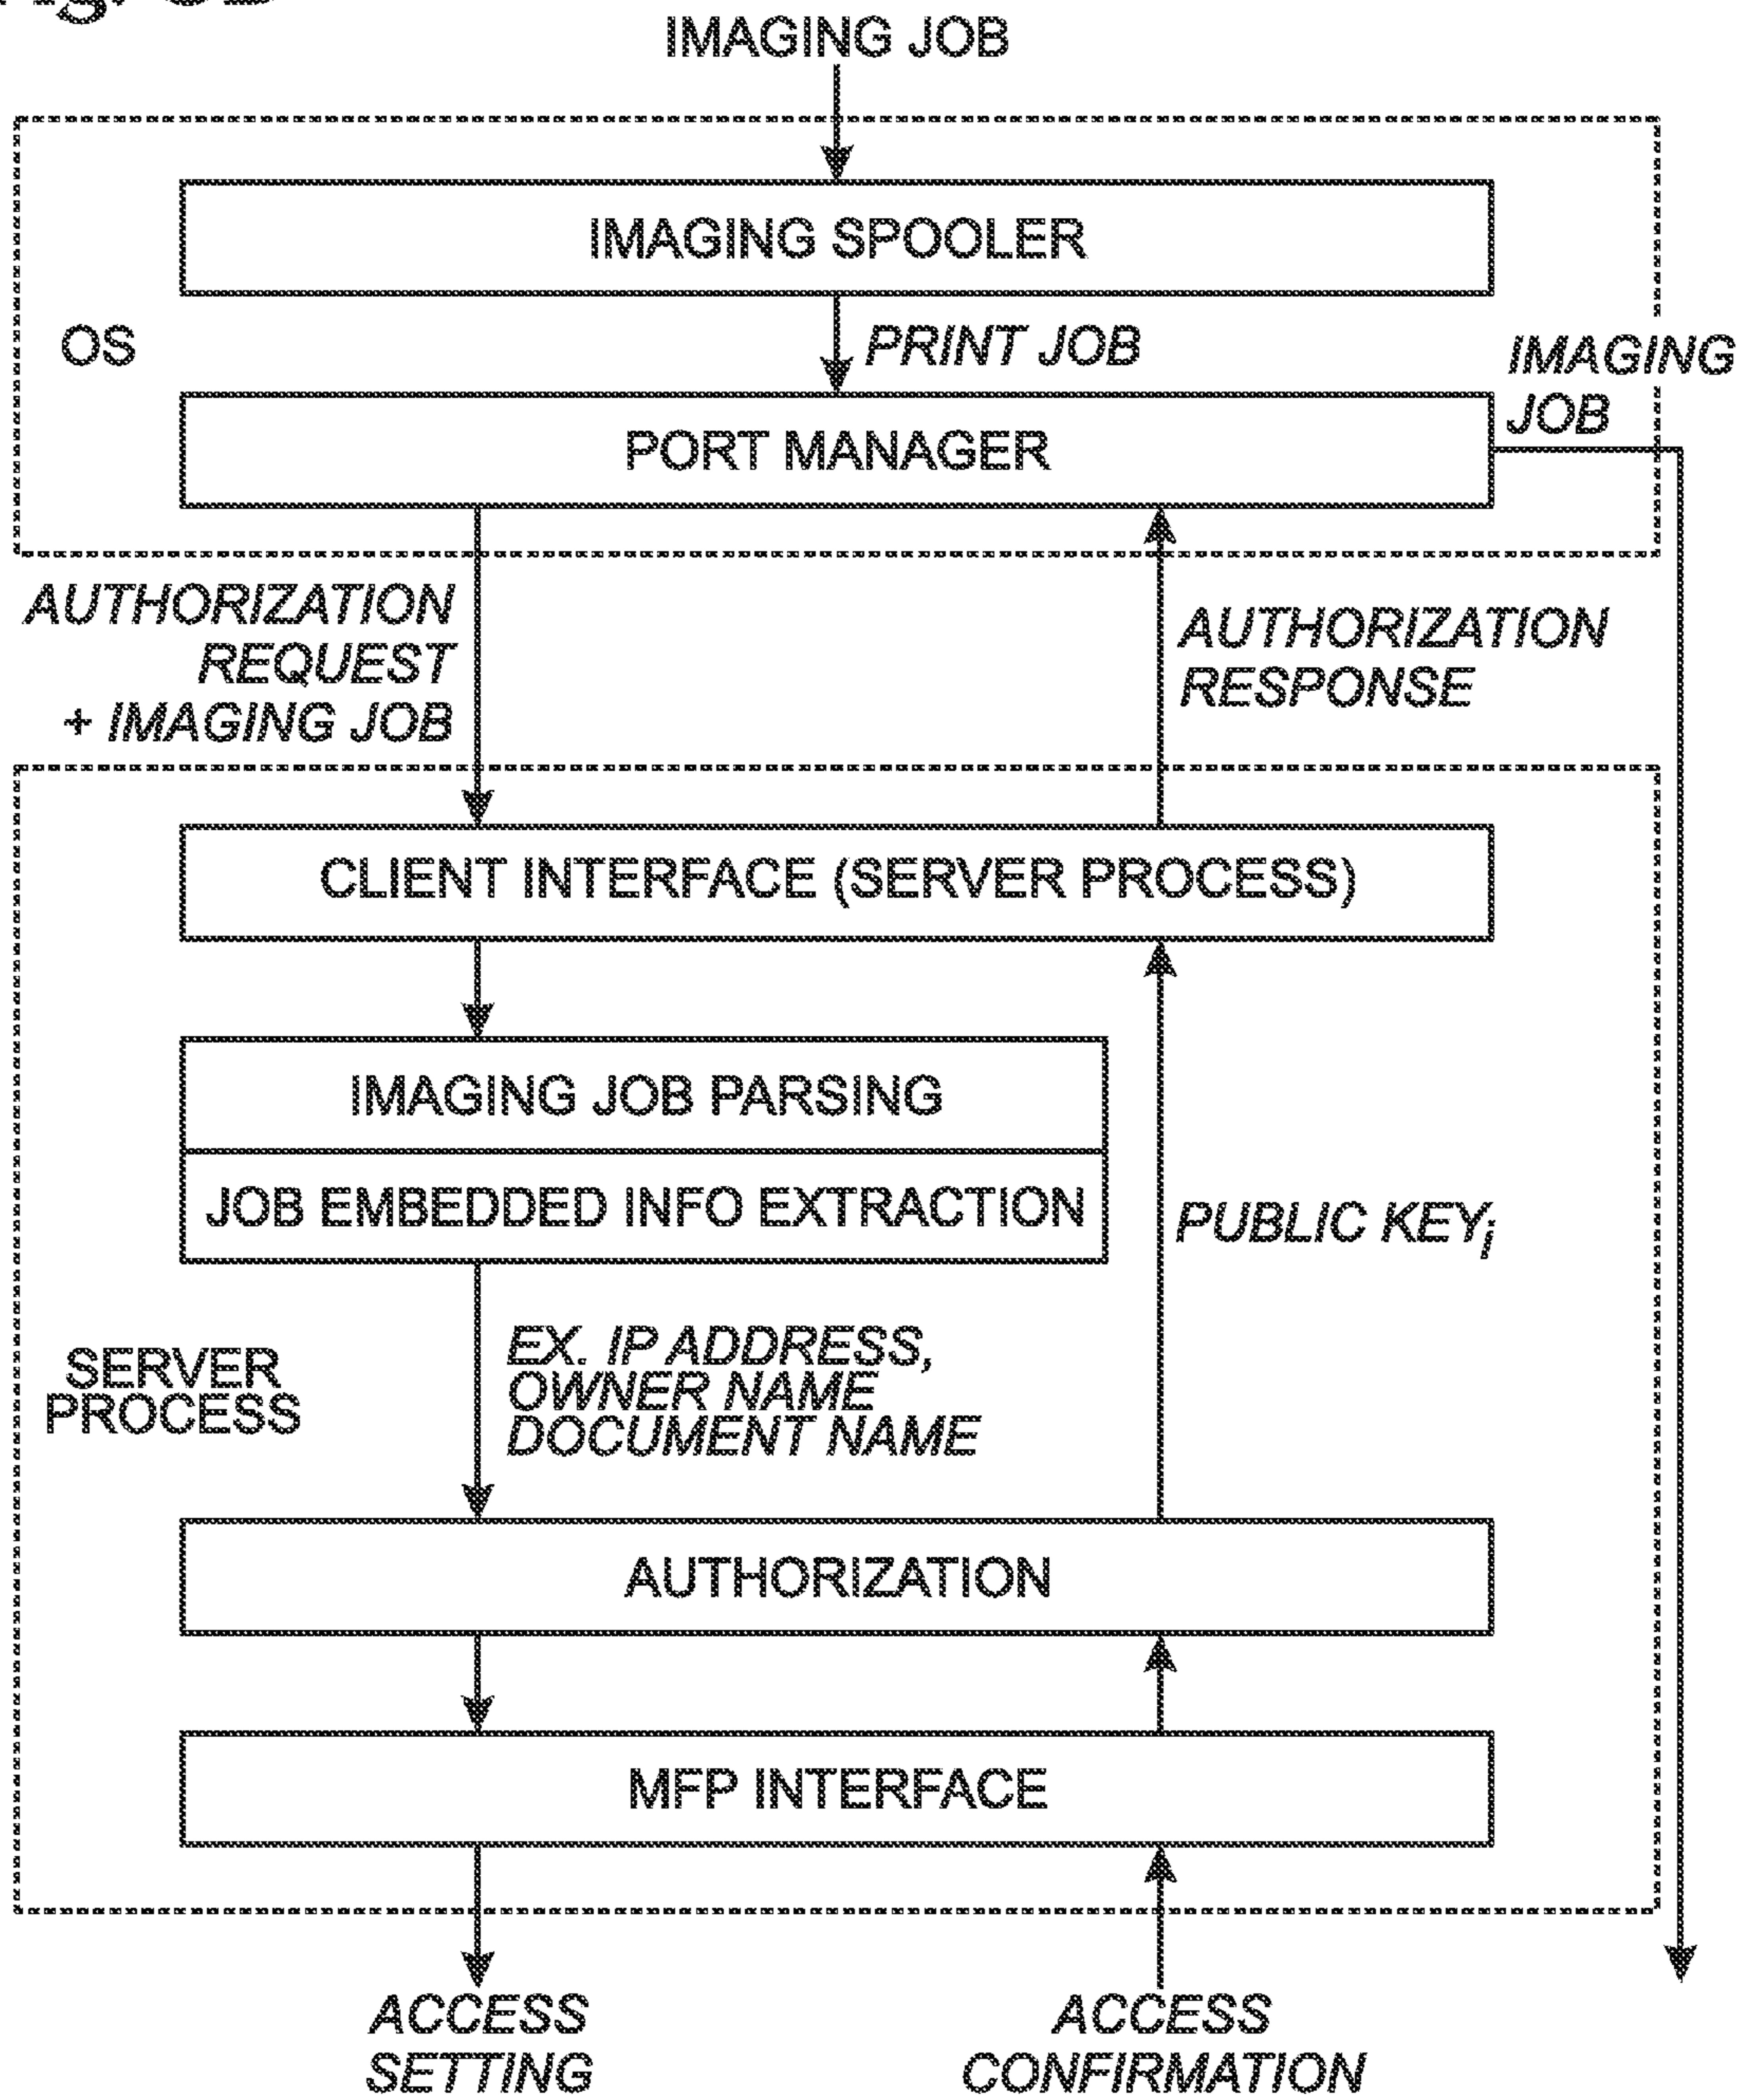 IMAGING JOB
IMAGING SPOOLER
OS
PRINT JOB
IMAGING
JOB
PORT MANAGER
AUTHORIZATION
REQUEST
+ IMAGING JOB
AUTHORIZATION
RESPONSE
CLIENT INTERFACE (SERVER PROCESS)
IMAGING JOB PARSING
JOB EMBEDDED INFO EXTRACTION
PUBLIC KEYi
SERVER
PROCESS
EX. IP ADDRESS,
OWNER NAME
DOCUMENT NAME
AUTHORIZATION
MFP INTERFACE
ACCESS
SETTING
ACCESS
CONFIRMATION